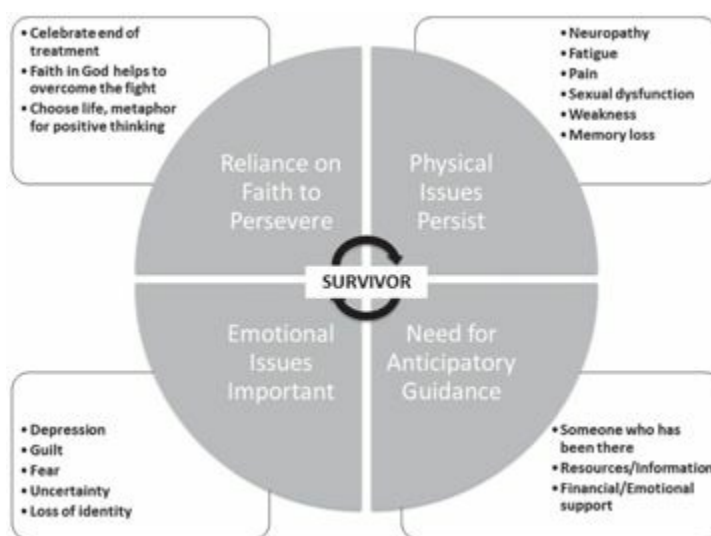 • Celebrate end of
treatment
• Faith in God helps to
overcome the fight
• Choose life, metaphor
for positive thinking
• Neuropathy
• Fatigue
• Pain
• Sexual dysfunction
• Weakness
• Memory loss
Reliance on
Faith to
Persevere
Physical
Issues
Persist
SURVIVOR
Emotional
Issues
Important
Need for
Anticipatory
Guidance
• Depression
• Guilt
• Fear
• Uncertainty
• Loss of identity
• Someone who has
been there
• Resources/Information
• Financial/Emotional
support